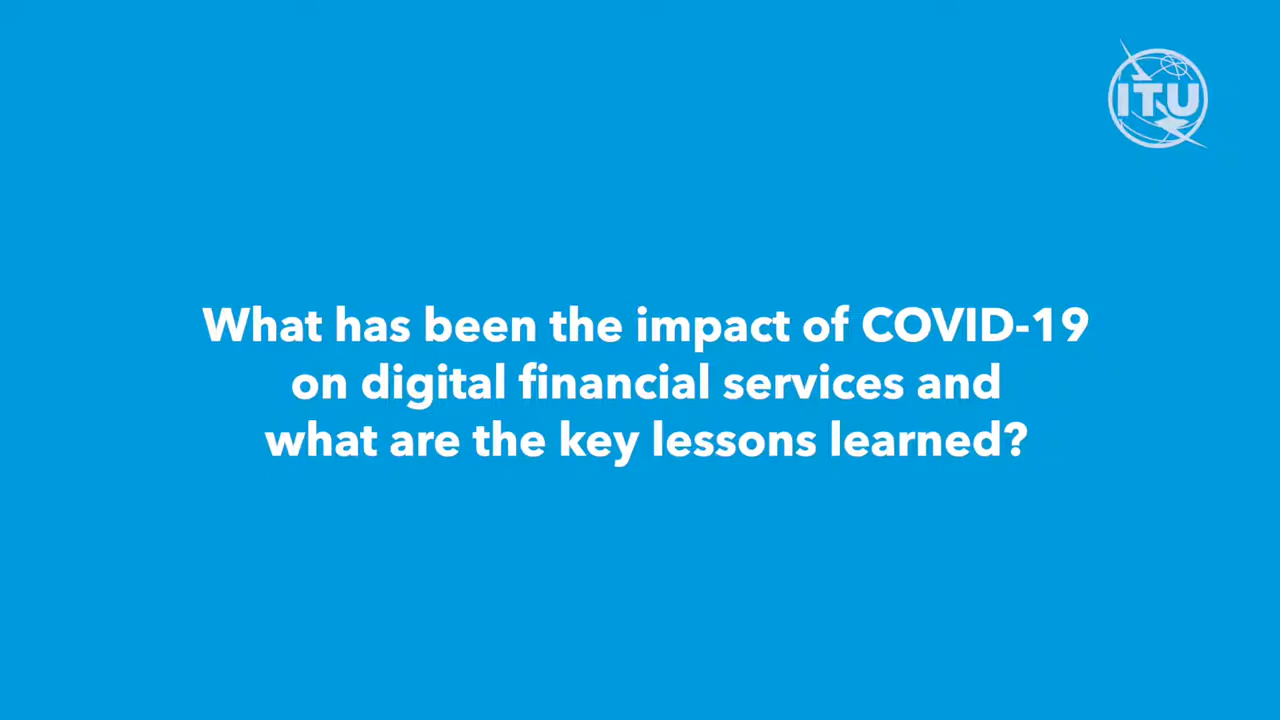 ITU
What has been the impact of COVID-19
on digital financial services and
what are the key lessons learned?